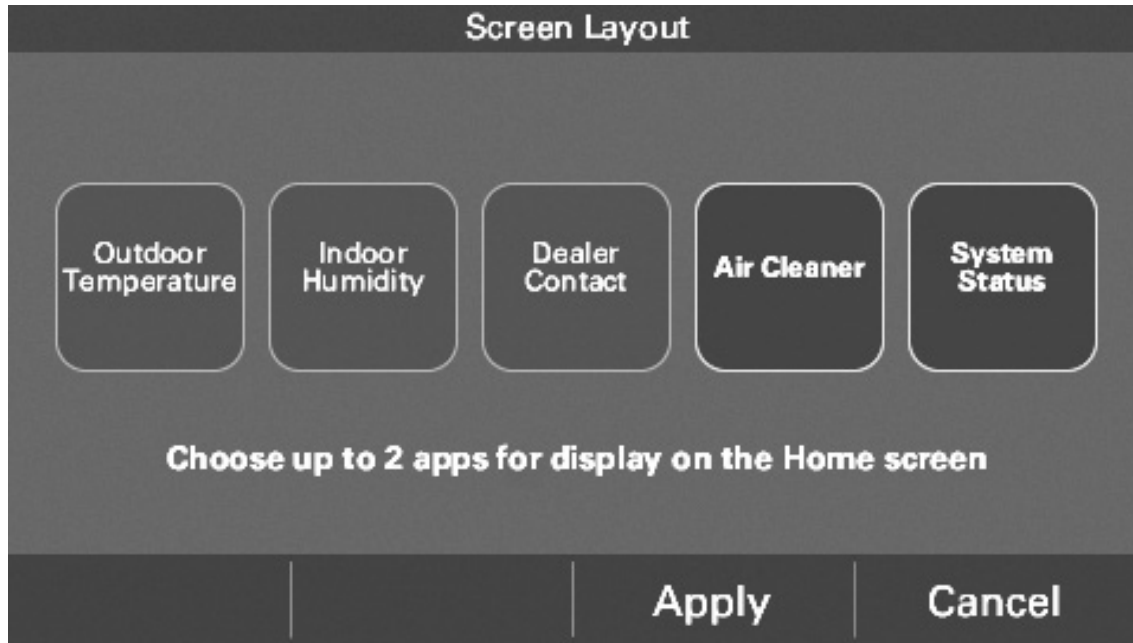 Screen Layout
Outdoor
Temperature
Indoor
Humidity
Dealer
Contact
Air Cleaner
System
Status
Choose up to 2 apps for display on the Home screen
Apply
Cancel